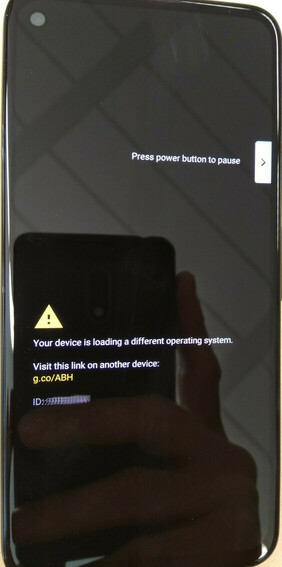 Press power button to pause
Your device is loading a different operating system.
Visit this link on another device:
g.co/ABH
ID: